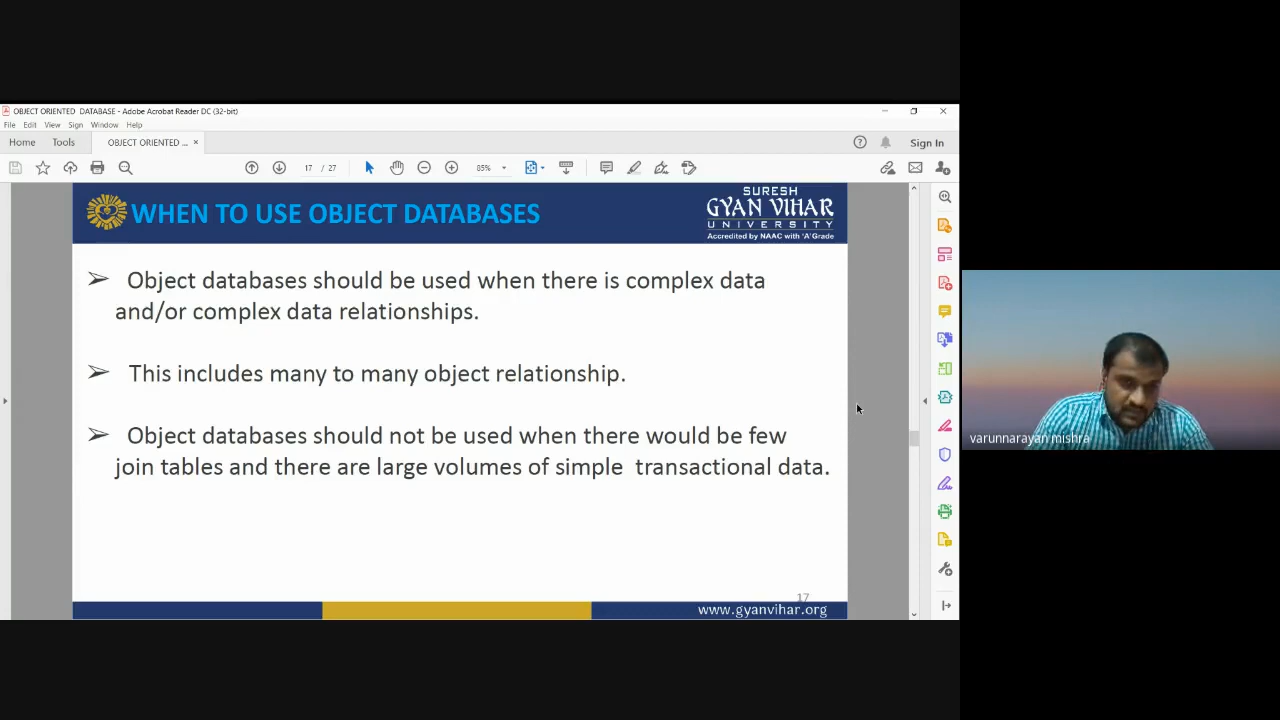 OBJECT ORIENTED DATABASE - Adobe Acrobat Reader DC (32-bit)
File Edit View Sign Window Help
Home Tools OBJECT ORIENTED ... × Sign In
17 / 27 85%
WHEN TO USE OBJECT DATABASES
SURESH
GYAN VIHAR
UNIVERSITY
Accredited by NAAC with 'A' Grade
➢ Object databases should be used when there is complex data
and/or complex data relationships.
➢ This includes many to many object relationship.
➢ Object databases should not be used when there would be few
join tables and there are large volumes of simple transactional data.
17
www.gyanvihar.org
varunnarayan mishra